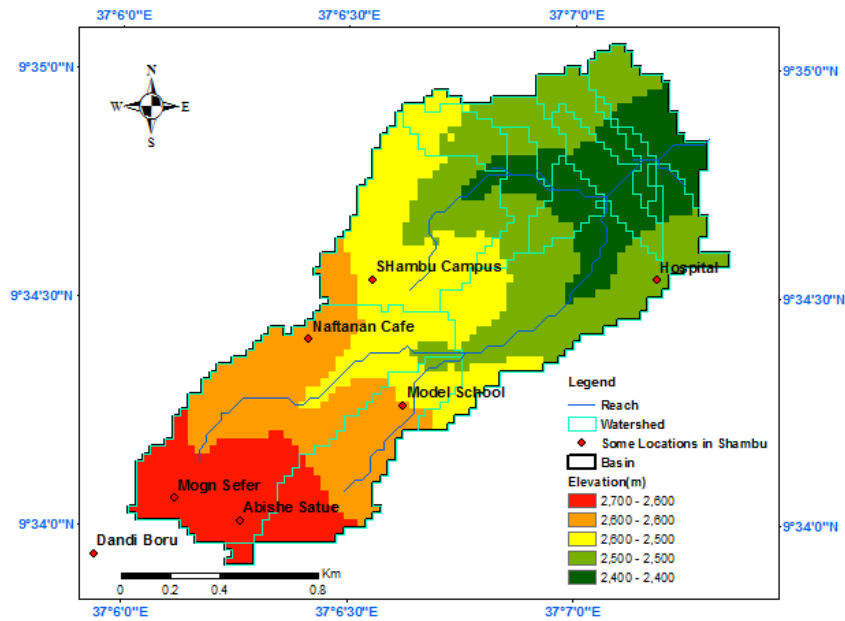 37°6'0"E 37°6'30"E 37°7'0"E
9°35'0"N 9°35'0"N
N
W E
S
SHambu Campus
Hospital
9°34'30"N 9°34'30"N
Naftanan Cafe
Model School
Legend
Reach
Watershed
Some Locations in Shambu
Basin
Elevation(m)
2,700 - 2,600
2,600 - 2,600
2,600 - 2,500
2,500 - 2,500
2,400 - 2,400
Mogn Sefer
Abishe Satue
9°34'0"N 9°34'0"N
Dandi Boru
Km
0 0.2 0.4 0.8
37°6'0"E 37°6'30"E 37°7'0"E